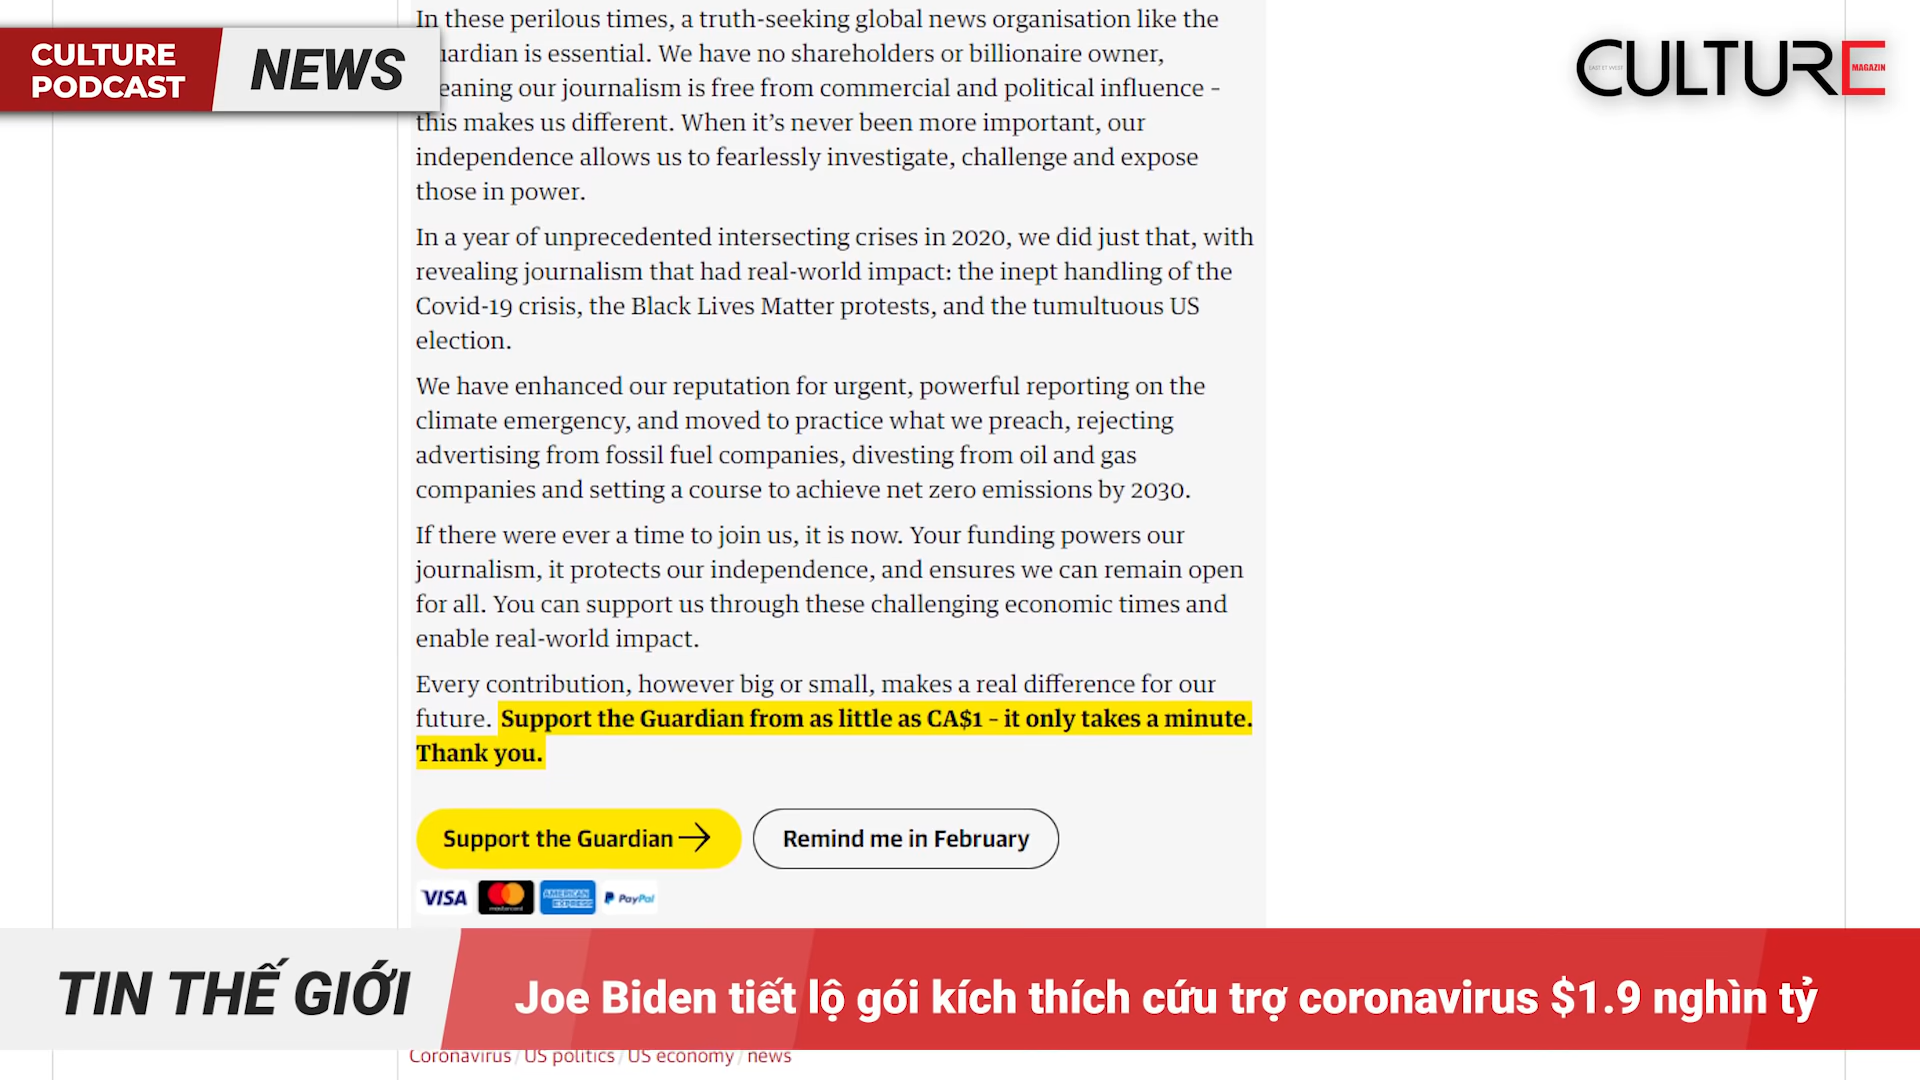 In these perilous times, a truth-seeking global news organisation like the
CULTURE
PODCAST
NEWS
CULTURE
EAST ET WEST
MAGAZIN
uardian is essential. We have no shareholders or billionaire owner,
eaning our journalism is free from commercial and political influence –
this makes us different. When it’s never been more important, our
independence allows us to fearlessly investigate, challenge and expose
those in power.
In a year of unprecedented intersecting crises in 2020, we did just that, with
revealing journalism that had real-world impact: the inept handling of the
Covid-19 crisis, the Black Lives Matter protests, and the tumultuous US
election.
We have enhanced our reputation for urgent, powerful reporting on the
climate emergency, and moved to practice what we preach, rejecting
advertising from fossil fuel companies, divesting from oil and gas
companies and setting a course to achieve net zero emissions by 2030.
If there were ever a time to join us, it is now. Your funding powers our
journalism, it protects our independence, and ensures we can remain open
for all. You can support us through these challenging economic times and
enable real-world impact.
Every contribution, however big or small, makes a real difference for our
future. Support the Guardian from as little as CA$1 – it only takes a minute.
Thank you.
Support the Guardian
Remind me in February
VISA
mastercard
AMERICAN EXPRESS
PayPal
TIN THẾ GIỚI
Joe Biden tiết lộ gói kích thích cứu trợ coronavirus $1.9 nghìn tỷ
Coronavirus / US politics / US economy / news